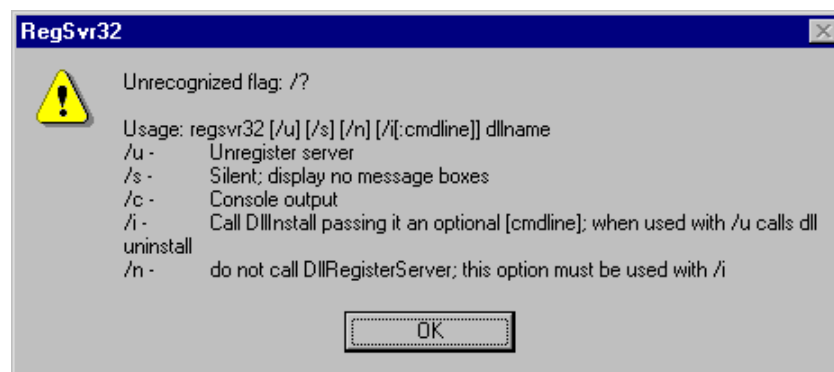 RegSvr32
Unrecognized flag: /?
Usage: regsvr32 [/u] [/s] [/n] [/i[:cmdline]] dllname
/u - Unregister server
/s - Silent; display no message boxes
/c - Console output
/i - Call DllInstall passing it an optional [cmdline]; when used with /u calls dll
uninstall
/n - do not call DllRegisterServer; this option must be used with /i
OK